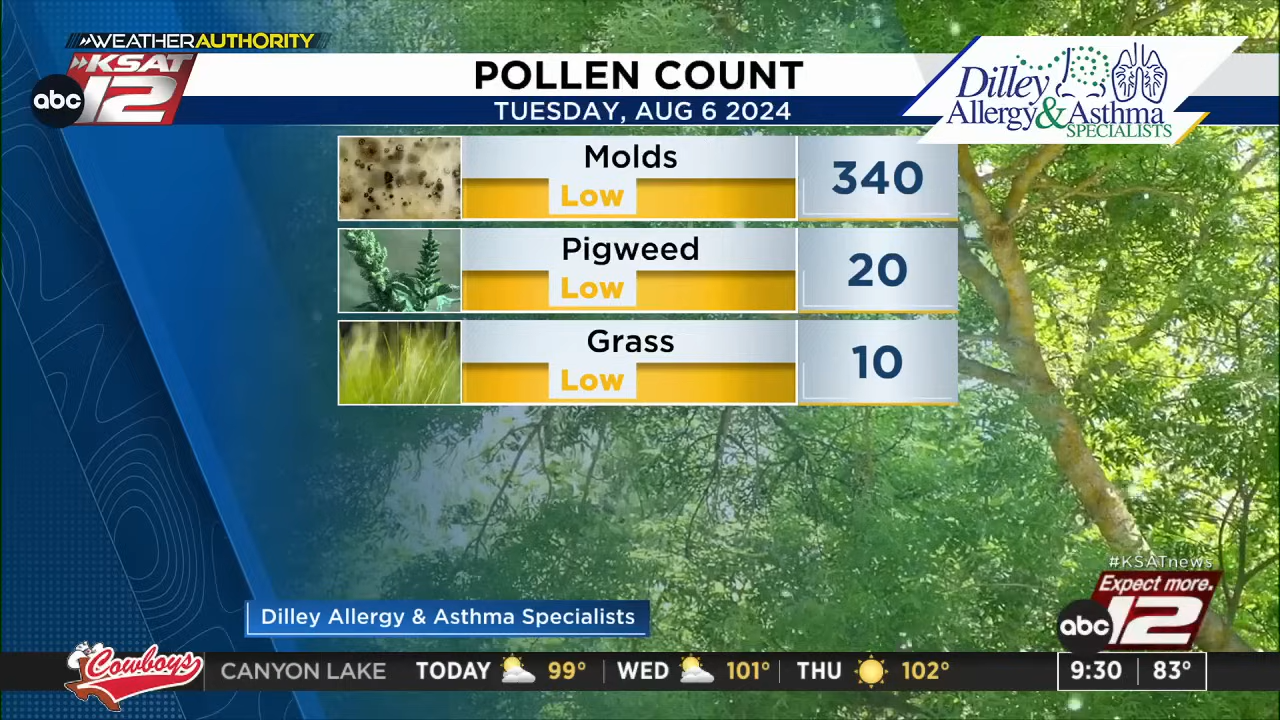 WEATHERAUTHORITY
KSAT
abc 12
POLLEN COUNT
TUESDAY, AUG 6 2024
Dilley
Allergy & Asthma
SPECIALISTS
Molds
Low
340
Pigweed
Low
20
Grass
Low
10
#KSATnews
Expect more.
abc 12
Dilley Allergy & Asthma Specialists
Cowboys
CANYON LAKE TODAY 99° WED 101° THU 102° 9:30 83°